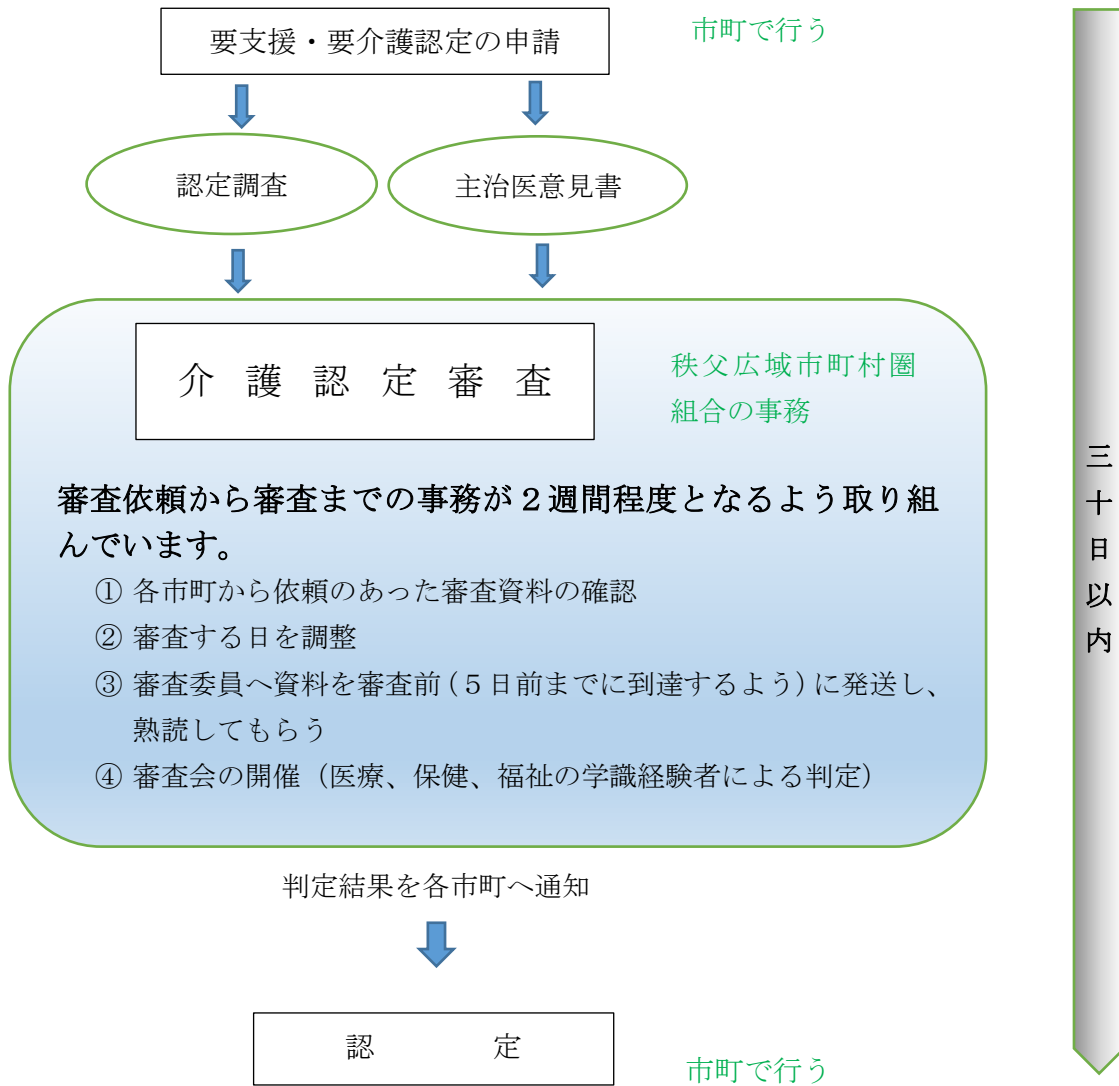 要支援・要介護認定の申請
市町で行う
認定調査
主治医意見書
介護認定審査
秩父広域市町村圏
組合の事務
審査依頼から審査までの事務が２週間程度となるよう取り組
んでいます。
① 各市町から依頼のあった審査資料の確認
② 審査する日を調整
③ 審査委員へ資料を審査前（５日前までに到達するよう）に発送し、
熟読してもらう
④ 審査会の開催（医療、保健、福祉の学識経験者による判定）
判定結果を各市町へ通知
認　定
市町で行う
三十日以内